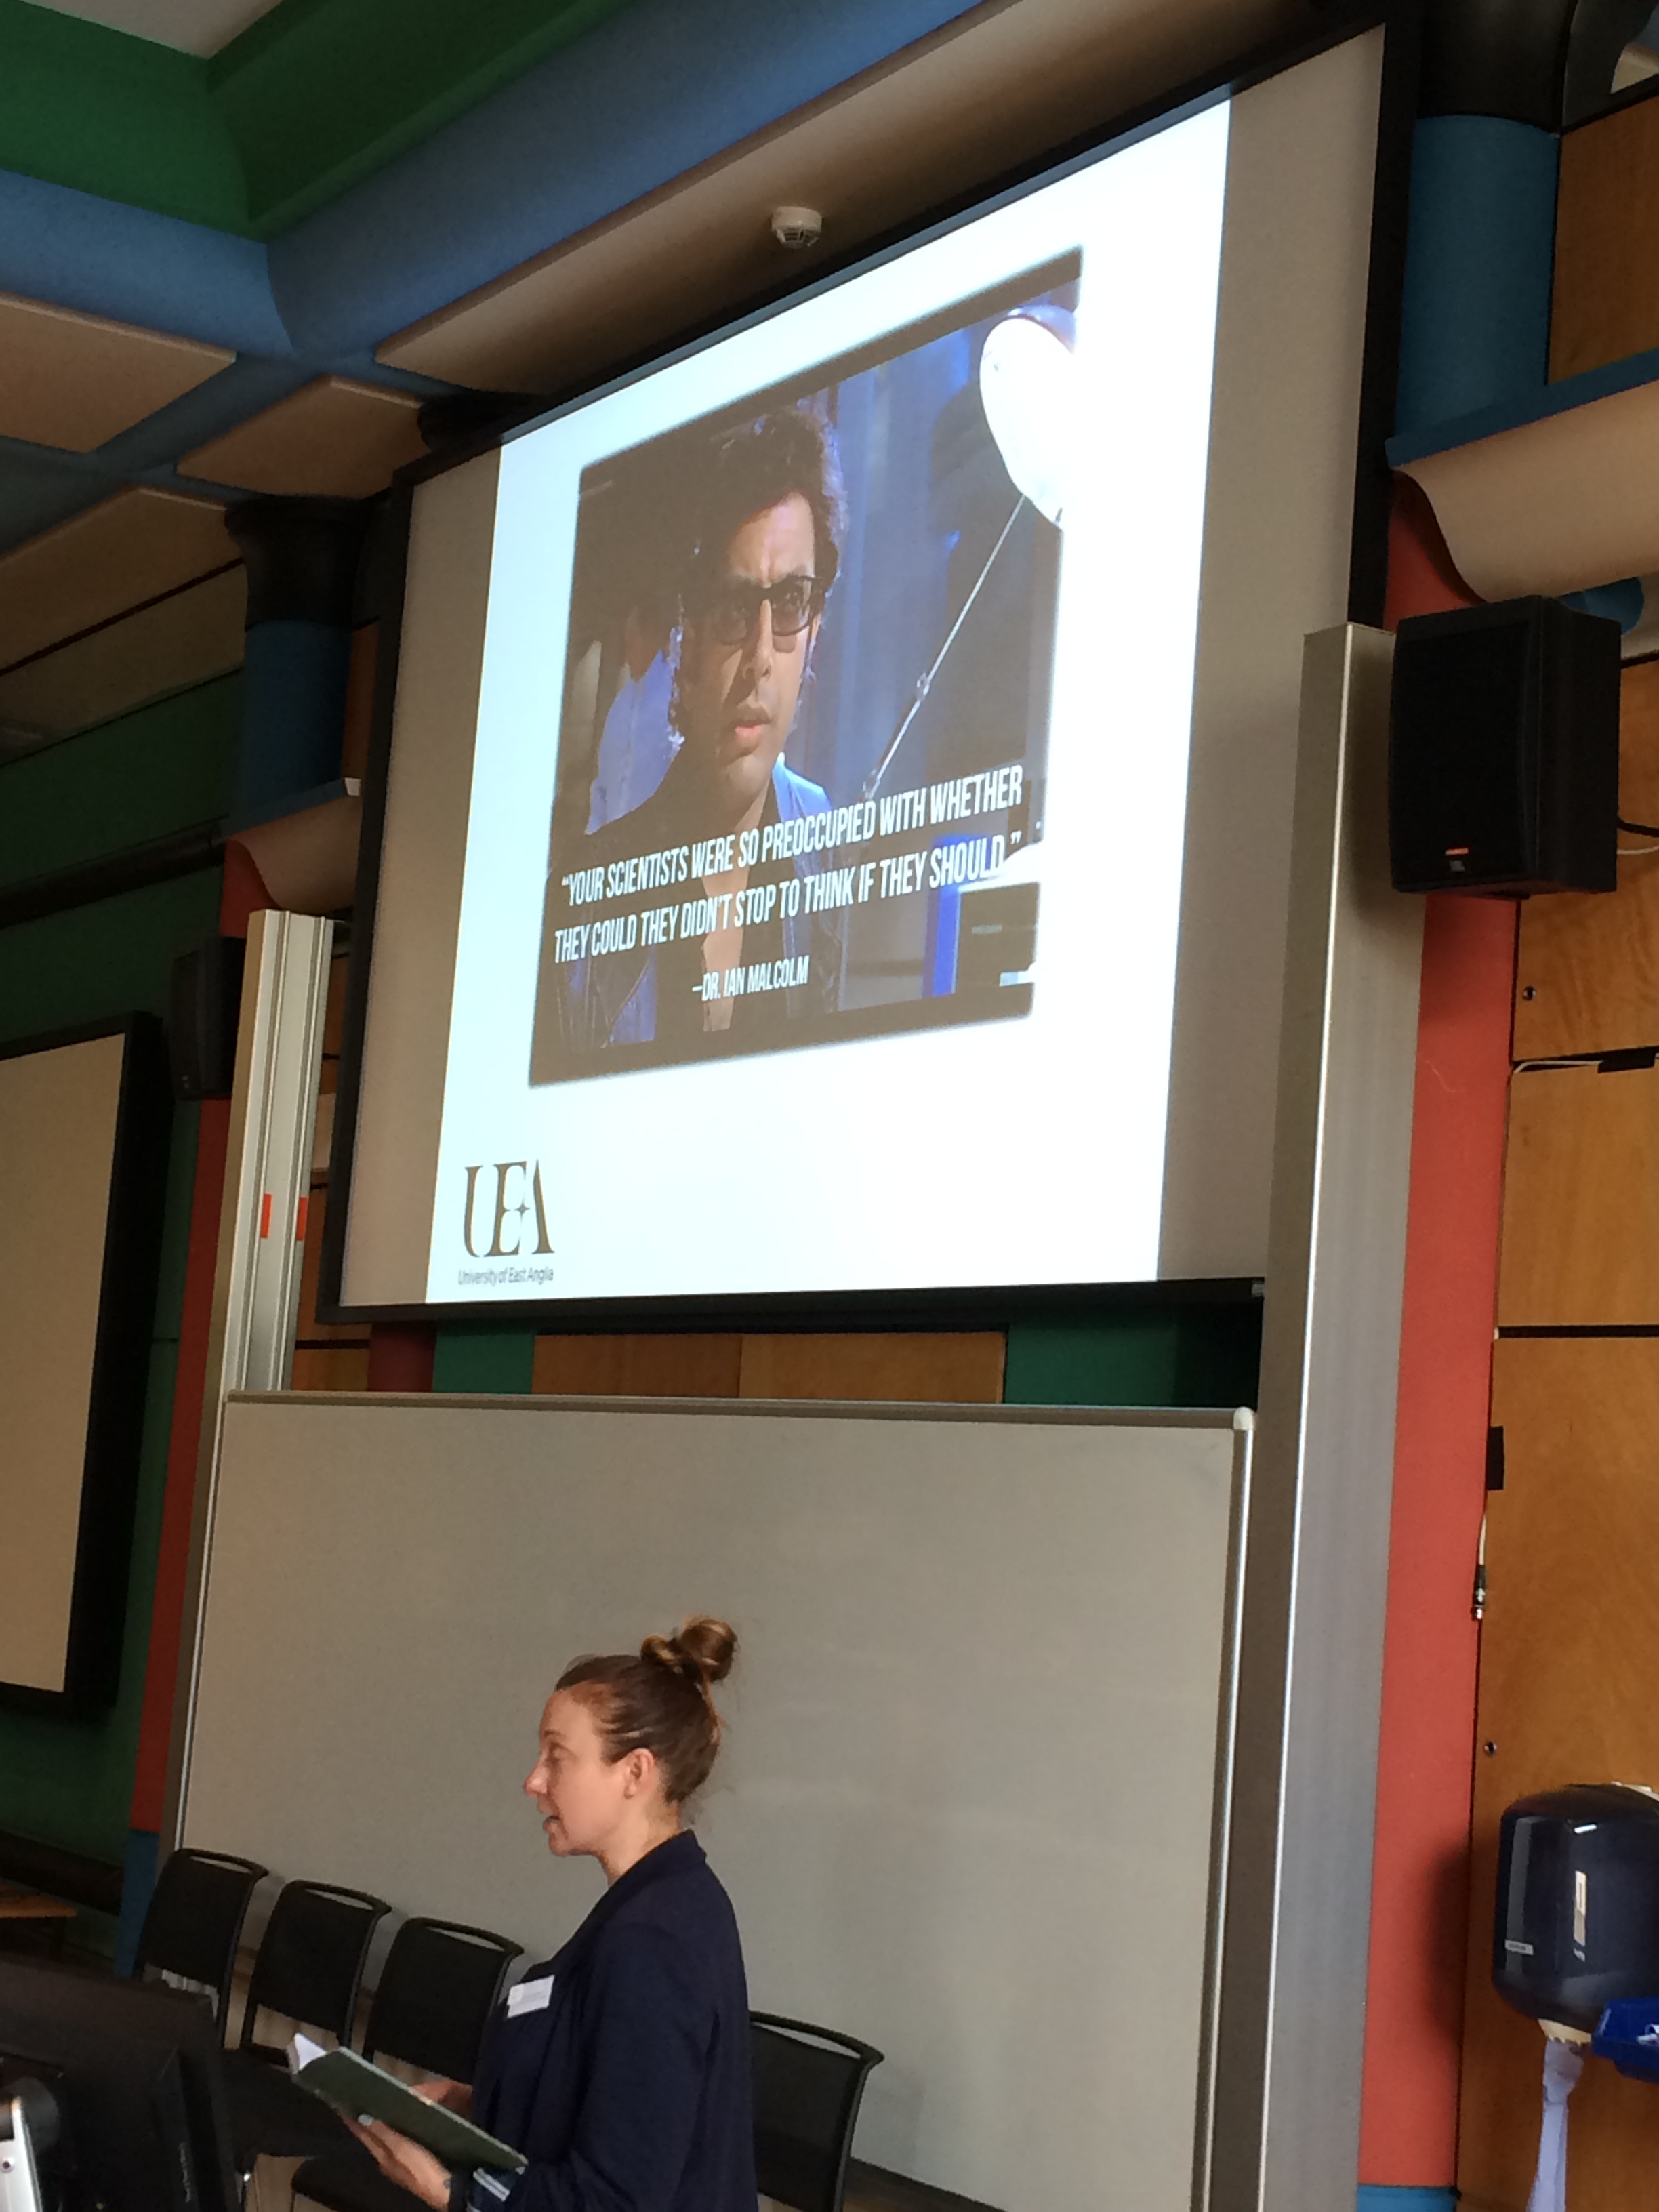 “YOUR SCIENTISTS WERE SO PREOCCUPIED WITH WHETHER
THEY COULD THEY DIDN’T STOP TO THINK IF THEY SHOULD.”
–DR. IAN MALCOLM
UEA
University of East Anglia